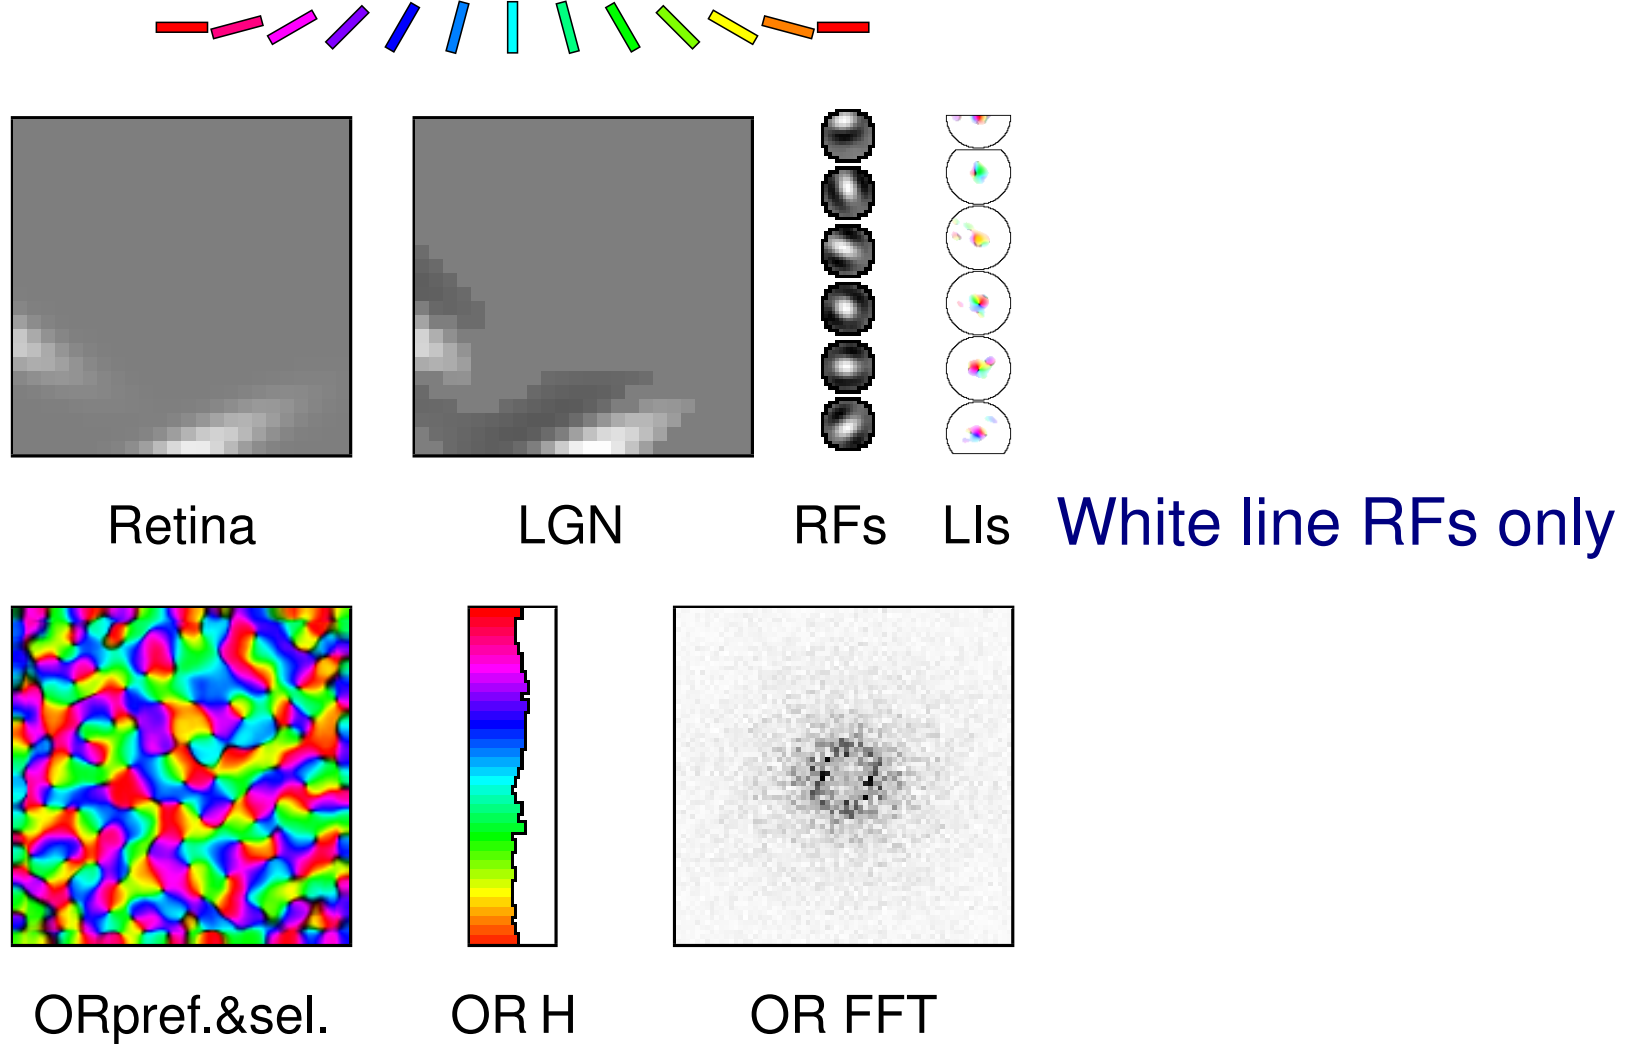 Retina LGN RFs LIs White line RFs only
ORpref.&sel. OR H OR FFT